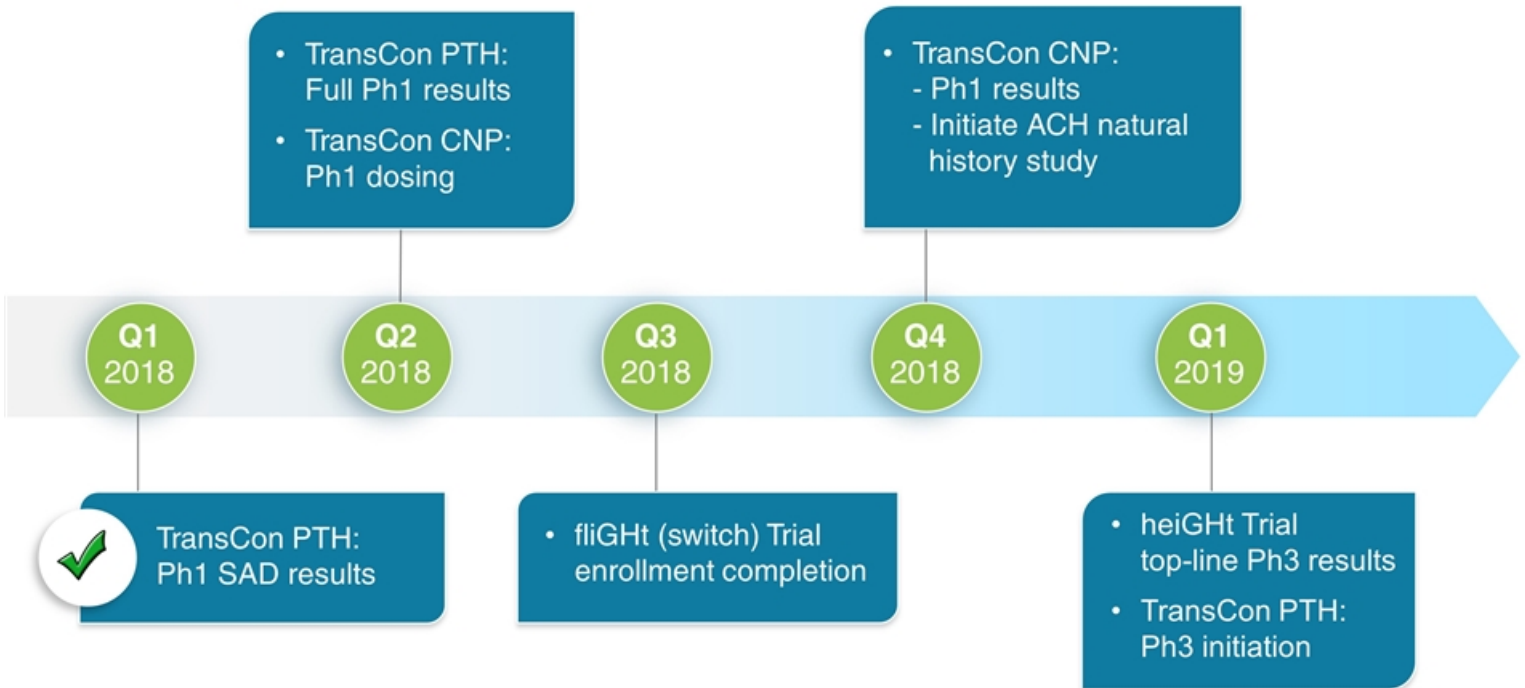 • TransCon PTH:
Full Ph1 results
• TransCon CNP:
Ph1 dosing
• TransCon CNP:
- Ph1 results
- Initiate ACH natural
history study
Q1
2018
Q2
2018
Q3
2018
Q4
2018
Q1
2019
TransCon PTH:
Ph1 SAD results
• fliGHt (switch) Trial
enrollment completion
• heiGHt Trial
top-line Ph3 results
• TransCon PTH:
Ph3 initiation